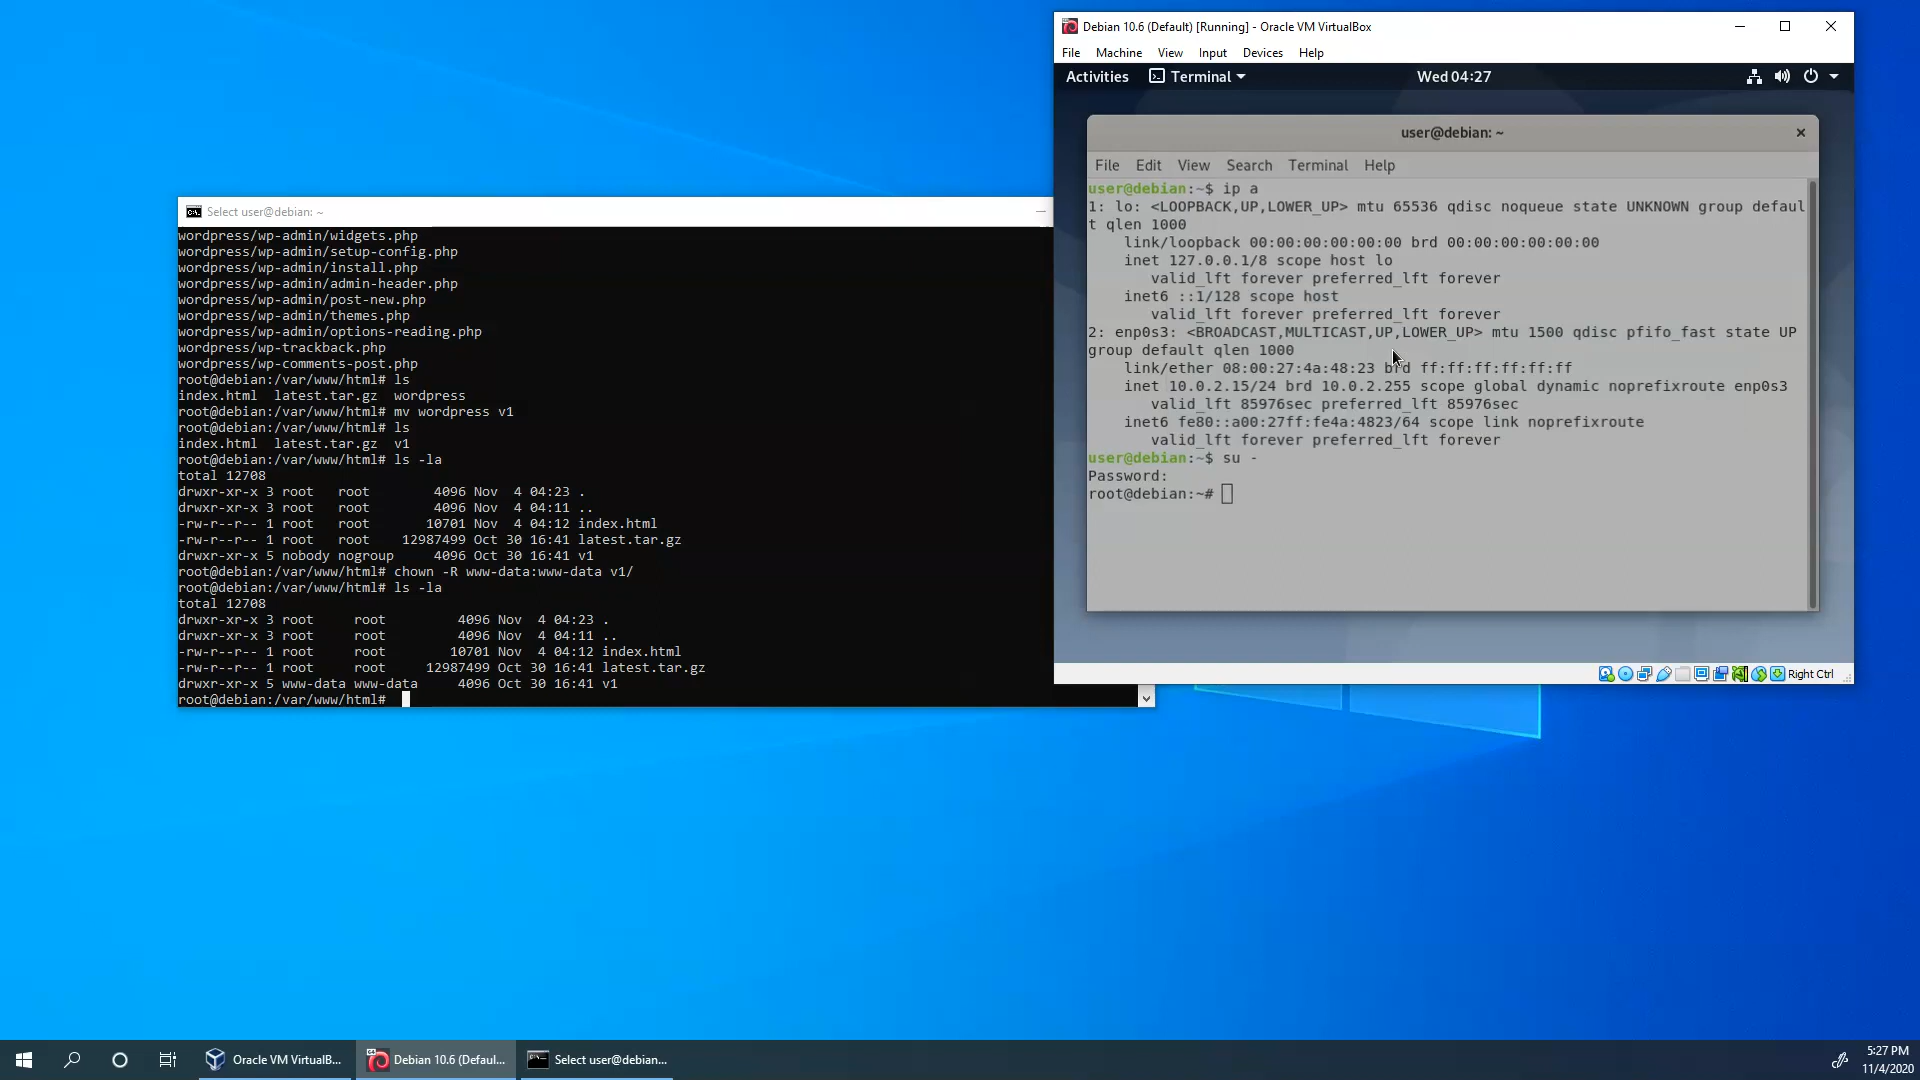 Select user@debian: ~
wordpress/wp-admin/widgets.php
wordpress/wp-admin/setup-config.php
wordpress/wp-admin/install.php
wordpress/wp-admin/admin-header.php
wordpress/wp-admin/post-new.php
wordpress/wp-admin/themes.php
wordpress/wp-admin/options-reading.php
wordpress/wp-trackback.php
wordpress/wp-comments-post.php
root@debian:/var/www/html# ls
index.html  latest.tar.gz  wordpress
root@debian:/var/www/html# mv wordpress v1
root@debian:/var/www/html# ls
index.html  latest.tar.gz  v1
root@debian:/var/www/html# ls -la
total 12708
drwxr-xr-x 3 root   root        4096 Nov  4 04:23 .
drwxr-xr-x 3 root   root        4096 Nov  4 04:11 ..
-rw-r--r-- 1 root   root       10701 Nov  4 04:12 index.html
-rw-r--r-- 1 root   root    12987499 Oct 30 16:41 latest.tar.gz
drwxr-xr-x 5 nobody nogroup     4096 Oct 30 16:41 v1
root@debian:/var/www/html# chown -R www-data:www-data v1/
root@debian:/var/www/html# ls -la
total 12708
drwxr-xr-x 3 root     root         4096 Nov  4 04:23 .
drwxr-xr-x 3 root     root         4096 Nov  4 04:11 ..
-rw-r--r-- 1 root     root        10701 Nov  4 04:12 index.html
-rw-r--r-- 1 root     root     12987499 Oct 30 16:41 latest.tar.gz
drwxr-xr-x 5 www-data www-data     4096 Oct 30 16:41 v1
root@debian:/var/www/html#
Debian 10.6 (Default) [Running] - Oracle VM VirtualBox
File Machine View Input Devices Help
Activities Terminal Wed 04:27
user@debian: ~
File Edit View Search Terminal Help
user@debian:~$ ip a
1: lo: <LOOPBACK,UP,LOWER_UP> mtu 65536 qdisc noqueue state UNKNOWN group defaul
t qlen 1000
    link/loopback 00:00:00:00:00:00 brd 00:00:00:00:00:00
    inet 127.0.0.1/8 scope host lo
       valid_lft forever preferred_lft forever
    inet6 ::1/128 scope host
       valid_lft forever preferred_lft forever
2: enp0s3: <BROADCAST,MULTICAST,UP,LOWER_UP> mtu 1500 qdisc pfifo_fast state UP
group default qlen 1000
    link/ether 08:00:27:4a:48:23 brd ff:ff:ff:ff:ff:ff
    inet 10.0.2.15/24 brd 10.0.2.255 scope global dynamic noprefixroute enp0s3
       valid_lft 85976sec preferred_lft 85976sec
    inet6 fe80::a00:27ff:fe4a:4823/64 scope link noprefixroute
       valid_lft forever preferred_lft forever
user@debian:~$ su -
Password:
root@debian:~#
Right Ctrl
Oracle VM VirtualB... Debian 10.6 (Defaul... Select user@debian...
5:27 PM
11/4/2020